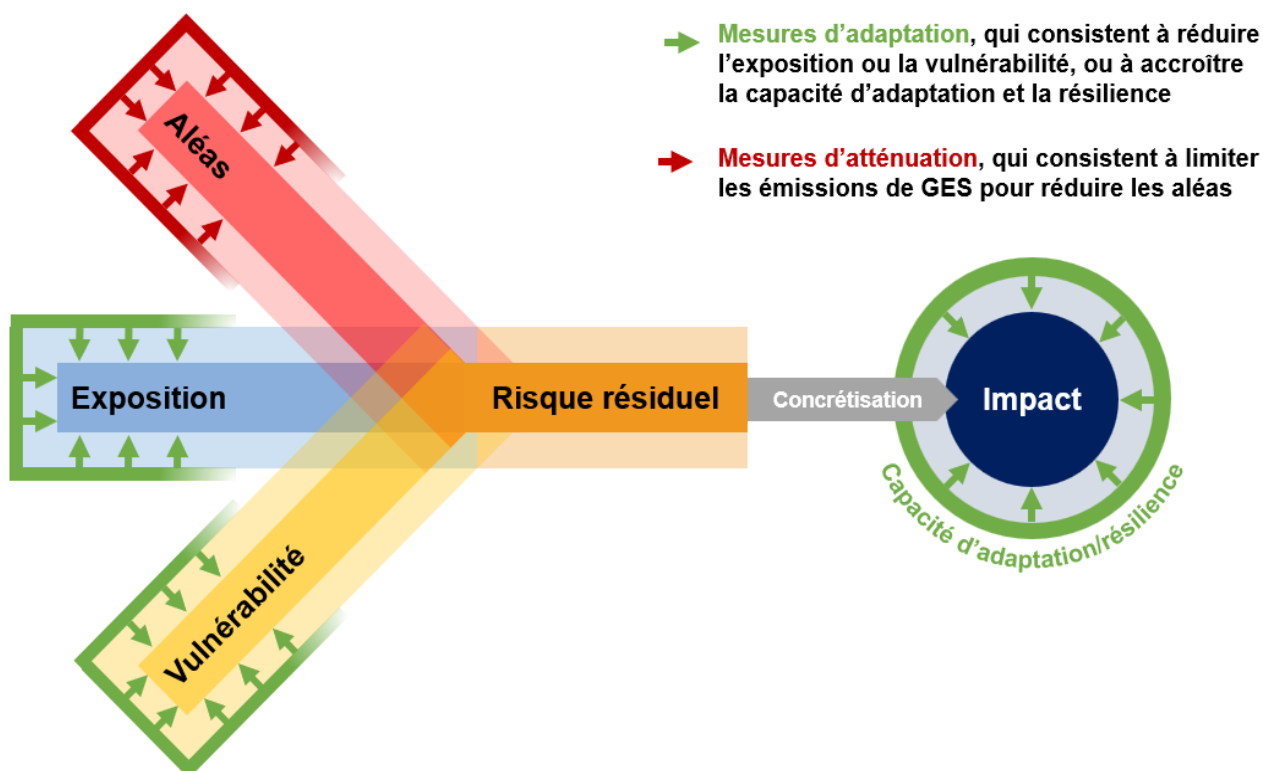 Mesures d’adaptation, qui consistent à réduire
l’exposition ou la vulnérabilité, ou à accroître
la capacité d’adaptation et la résilience
Mesures d’atténuation, qui consistent à limiter
les émissions de GES pour réduire les aléas
Aléas
Exposition
Vulnérabilité
Risque résiduel
Concrétisation
Impact
Capacité d’adaptation/résilience